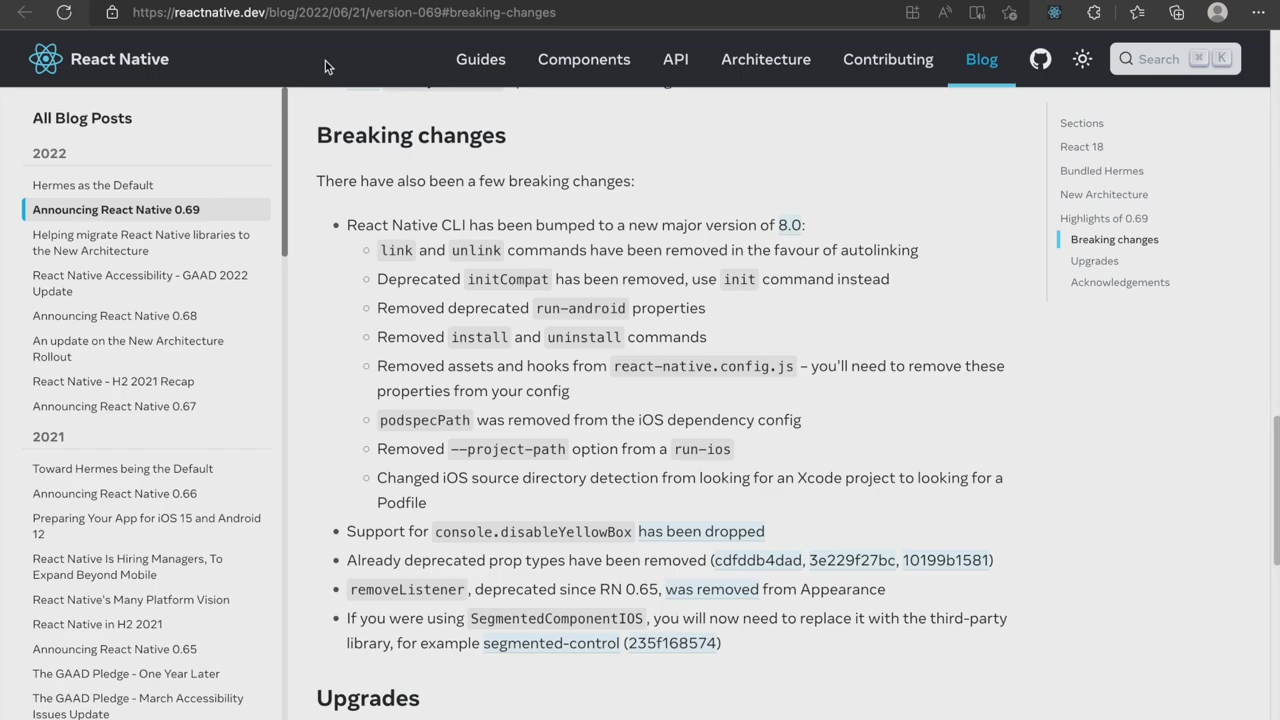 https://reactnative.dev/blog/2022/06/21/version-069#breaking-changes
React Native
Guides
Components
API
Architecture
Contributing
Blog
Search
⌘
K
All Blog Posts
2022
Hermes as the Default
Announcing React Native 0.69
Helping migrate React Native libraries to
the New Architecture
React Native Accessibility - GAAD 2022
Update
Announcing React Native 0.68
An update on the New Architecture
Rollout
React Native - H2 2021 Recap
Announcing React Native 0.67
2021
Toward Hermes being the Default
Announcing React Native 0.66
Preparing Your App for iOS 15 and Android
12
React Native Is Hiring Managers, To
Expand Beyond Mobile
React Native's Many Platform Vision
React Native in H2 2021
Announcing React Native 0.65
The GAAD Pledge - One Year Later
The GAAD Pledge - March Accessibility
Issues Update
Breaking changes
There have also been a few breaking changes:
React Native CLI has been bumped to a new major version of 8.0:
link and unlink commands have been removed in the favour of autolinking
Deprecated initCompat has been removed, use init command instead
Removed deprecated run-android properties
Removed install and uninstall commands
Removed assets and hooks from react-native.config.js – you'll need to remove these
properties from your config
podspecPath was removed from the iOS dependency config
Removed --project-path option from a run-ios
Changed iOS source directory detection from looking for an Xcode project to looking for a
Podfile
Support for console.disableYellowBox has been dropped
Already deprecated prop types have been removed (cdfddb4dad, 3e229f27bc, 10199b1581)
removeListener, deprecated since RN 0.65, was removed from Appearance
If you were using SegmentedComponentIOS, you will now need to replace it with the third-party
library, for example segmented-control (235f168574)
Upgrades
Sections
React 18
Bundled Hermes
New Architecture
Highlights of 0.69
Breaking changes
Upgrades
Acknowledgements